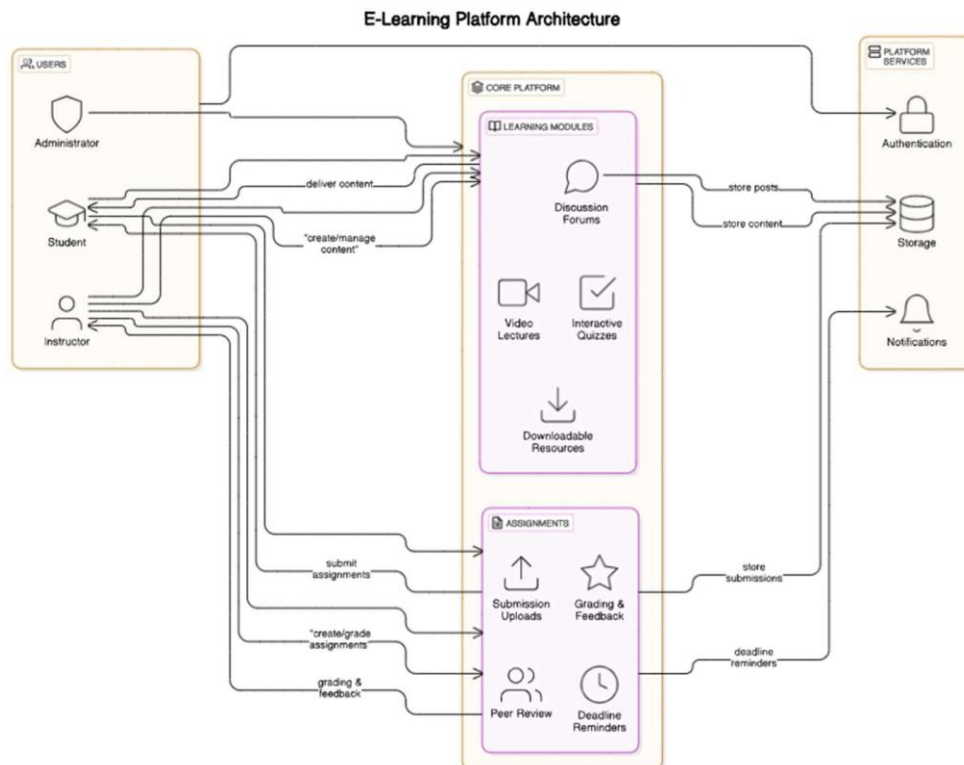 E-Learning Platform Architecture
USERS
Administrator
Student
Instructor
deliver content
"create/manage
content"
submit
assignments
"create/grade
assignments
grading &
feedback
CORE PLATFORM
LEARNING MODULES
Discussion
Forums
Video
Lectures
Interactive
Quizzes
Downloadable
Resources
ASSIGNMENTS
Submission
Uploads
Grading &
Feedback
Peer Review
Deadline
Reminders
store posts
store content
store
submissions
deadline
reminders
PLATFORM
SERVICES
Authentication
Storage
Notifications